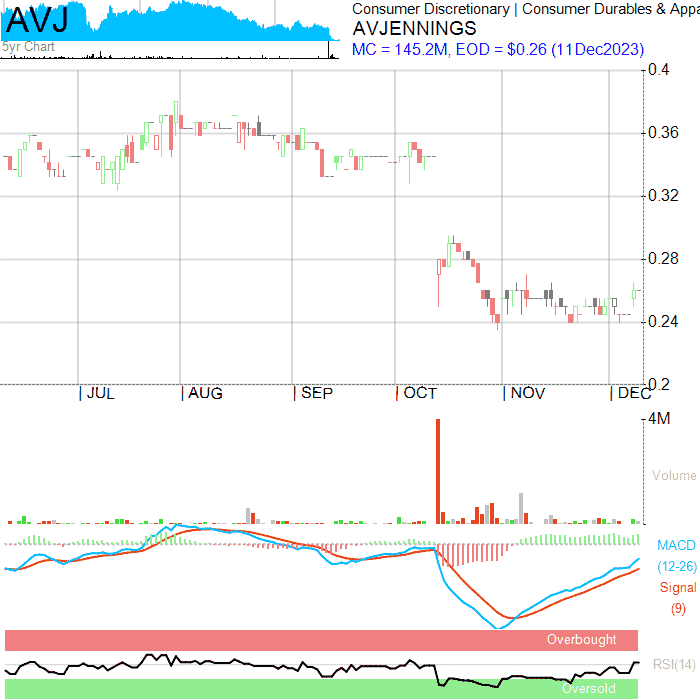 AVJ
5yr Chart
Consumer Discretionary | Consumer Durables & Appa
AVJENNINGS
MC = 145.2M, EOD = $0.26 (11Dec2023)
0.4
0.36
0.32
0.28
0.24
0.2
| JUL | AUG | SEP | OCT | NOV | DEC
4M
Volume
MACD
(12-26)
Signal
(9)
Overbought
RSI(14)
Oversold